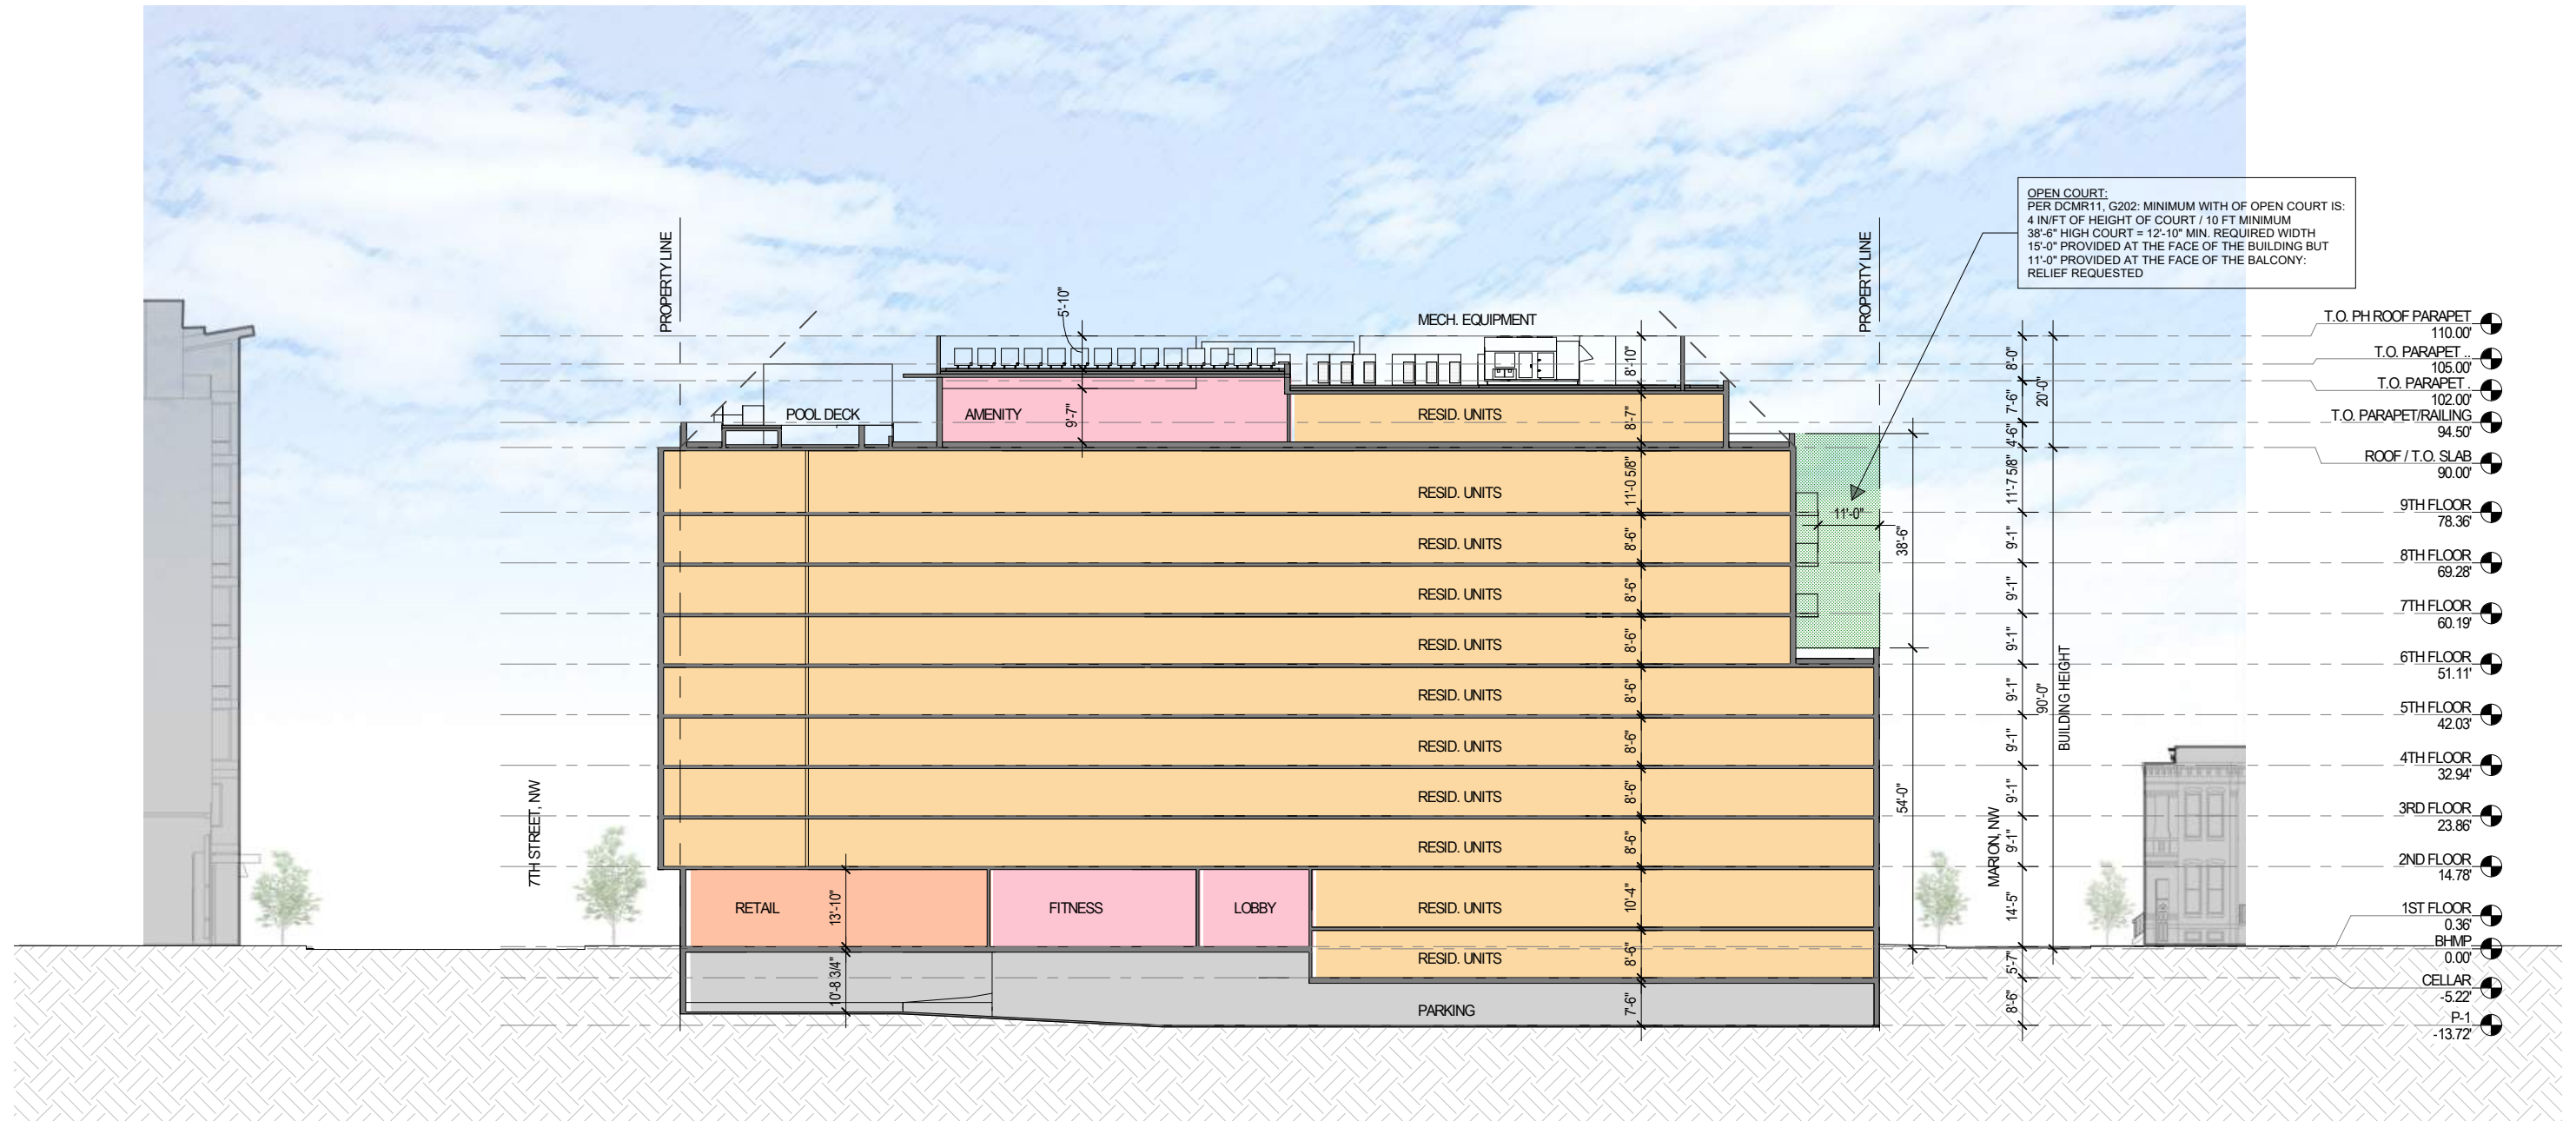 OPEN COURT:
PER DCMR11, G202: MINIMUM WITH OF OPEN COURT IS:
4 IN/FT OF HEIGHT OF COURT / 10 FT MINIMUM
38'-6" HIGH COURT = 12'-10" MIN. REQUIRED WIDTH
15'-0" PROVIDED AT THE FACE OF THE BUILDING BUT
11'-0" PROVIDED AT THE FACE OF THE BALCONY:
RELIEF REQUESTED
PROPERTY LINE
PROPERTY LINE
5'-10"
MECH. EQUIPMENT
8'-10"
POOL DECK
AMENITY
9'-7"
RESID. UNITS
8'-7"
RESID. UNITS
11'-0 5/8"
RESID. UNITS
8'-6"
RESID. UNITS
8'-6"
RESID. UNITS
8'-6"
RESID. UNITS
8'-6"
RESID. UNITS
8'-6"
RESID. UNITS
8'-6"
RESID. UNITS
8'-6"
RETAIL
13'-10"
FITNESS
LOBBY
RESID. UNITS
10'-4"
RESID. UNITS
8'-6"
10'-8 3/4"
PARKING
7'-6"
7TH STREET, NW
11'-0"
38'-6"
54'-0"
MARION, NW
8'-0"
7'-6"
4'-6"
11'-7 5/8"
9'-1"
9'-1"
9'-1"
9'-1"
9'-1"
9'-1"
9'-1"
14'-5"
5'-7"
8'-6"
20'-0"
90'-0"
BUILDING HEIGHT
T.O. PH ROOF PARAPET
110.00'
T.O. PARAPET ..
105.00'
T.O. PARAPET .
102.00'
T.O. PARAPET/RAILING
94.50'
ROOF / T.O. SLAB
90.00'
9TH FLOOR
78.36'
8TH FLOOR
69.28'
7TH FLOOR
60.19'
6TH FLOOR
51.11'
5TH FLOOR
42.03'
4TH FLOOR
32.94'
3RD FLOOR
23.86'
2ND FLOOR
14.78'
1ST FLOOR
0.36'
BHMP
0.00'
CELLAR
-5.22'
P-1
-13.72'